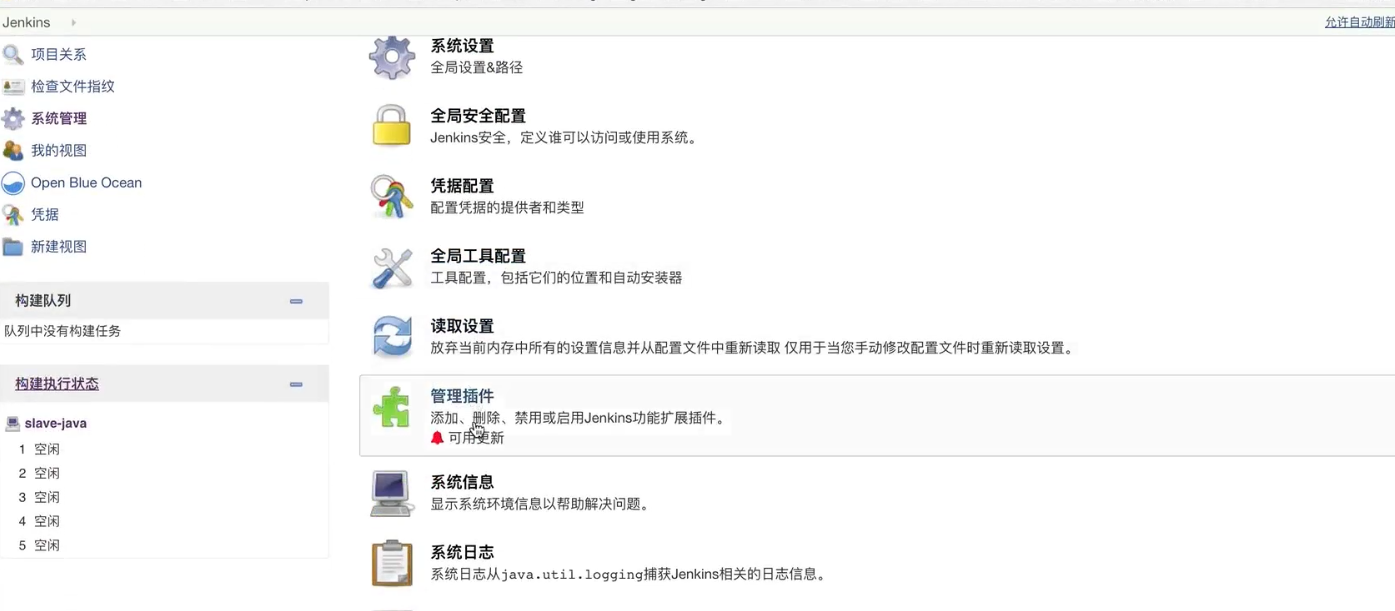 Jenkins
允许自动刷新
项目关系
检查文件指纹
系统管理
我的视图
Open Blue Ocean
凭据
新建视图
构建队列
队列中没有构建任务
构建执行状态
slave-java
1 空闲
2 空闲
3 空闲
4 空闲
5 空闲
系统设置
全局设置&路径
全局安全配置
Jenkins安全，定义谁可以访问或使用系统。
凭据配置
配置凭据的提供者和类型
全局工具配置
工具配置，包括它们的位置和自动安装器
读取设置
放弃当前内存中所有的设置信息并从配置文件中重新读取 仅用于当您手动修改配置文件时重新读取设置。
管理插件
添加、删除、禁用或启用Jenkins功能扩展插件。
可用更新
系统信息
显示系统环境信息以帮助解决问题。
系统日志
系统日志从java.util.logging捕获Jenkins相关的日志信息。